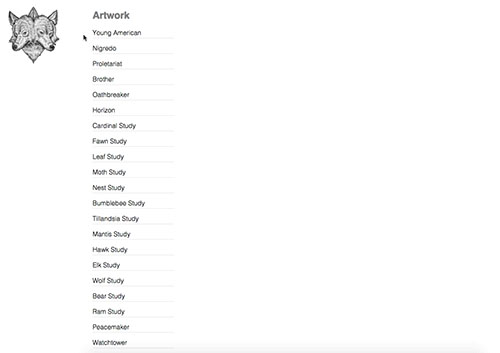 Artwork
Young American
Nigredo
Proletariat
Brother
Oathbreaker
Horizon
Cardinal Study
Fawn Study
Leaf Study
Moth Study
Nest Study
Bumblebee Study
Tillandsia Study
Mantis Study
Hawk Study
Elk Study
Wolf Study
Bear Study
Ram Study
Peacemaker
Watchtower